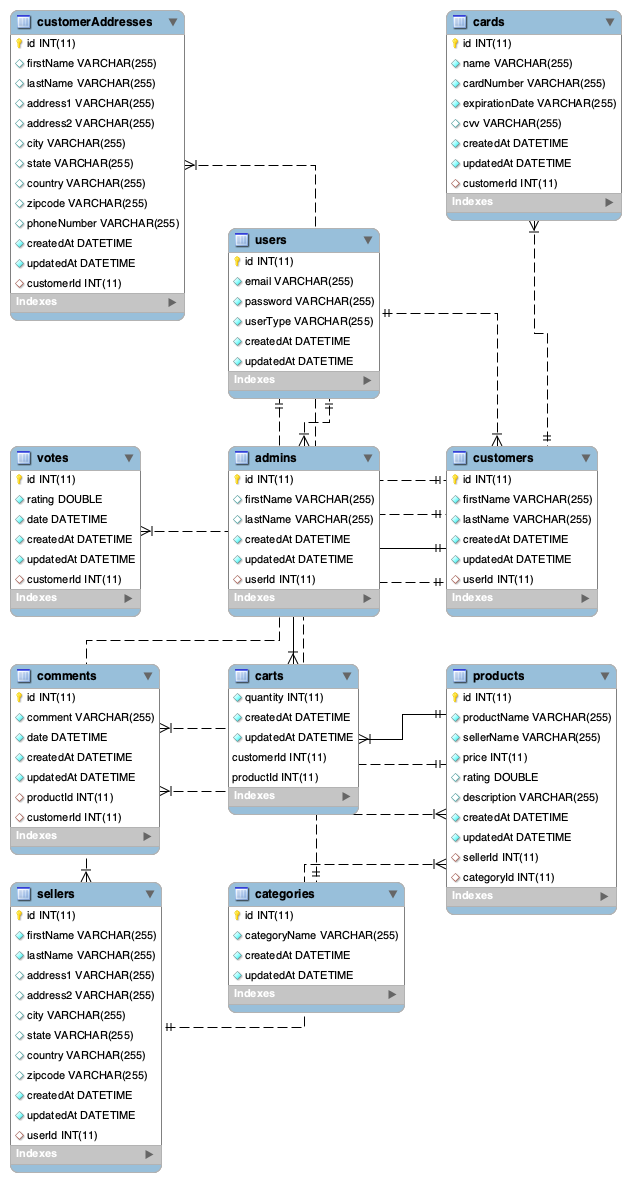 customerAddresses
id INT(11)
firstName VARCHAR(255)
lastName VARCHAR(255)
address1 VARCHAR(255)
address2 VARCHAR(255)
city VARCHAR(255)
state VARCHAR(255)
country VARCHAR(255)
zipcode VARCHAR(255)
phoneNumber VARCHAR(255)
createdAt DATETIME
updatedAt DATETIME
customerId INT(11)
Indexes
cards
id INT(11)
name VARCHAR(255)
cardNumber VARCHAR(255)
expirationDate VARCHAR(255)
cvv VARCHAR(255)
createdAt DATETIME
updatedAt DATETIME
customerId INT(11)
Indexes
users
id INT(11)
email VARCHAR(255)
password VARCHAR(255)
userType VARCHAR(255)
createdAt DATETIME
updatedAt DATETIME
Indexes
votes
id INT(11)
rating DOUBLE
date DATETIME
createdAt DATETIME
updatedAt DATETIME
customerId INT(11)
Indexes
admins
id INT(11)
firstName VARCHAR(255)
lastName VARCHAR(255)
createdAt DATETIME
updatedAt DATETIME
userId INT(11)
Indexes
customers
id INT(11)
firstName VARCHAR(255)
lastName VARCHAR(255)
createdAt DATETIME
updatedAt DATETIME
userId INT(11)
Indexes
comments
id INT(11)
comment VARCHAR(255)
date DATETIME
createdAt DATETIME
updatedAt DATETIME
productId INT(11)
customerId INT(11)
Indexes
carts
quantity INT(11)
createdAt DATETIME
updatedAt DATETIME
customerId INT(11)
productId INT(11)
Indexes
products
id INT(11)
productName VARCHAR(255)
sellerName VARCHAR(255)
price INT(11)
rating DOUBLE
description VARCHAR(255)
createdAt DATETIME
updatedAt DATETIME
sellerId INT(11)
categoryId INT(11)
Indexes
sellers
id INT(11)
firstName VARCHAR(255)
lastName VARCHAR(255)
address1 VARCHAR(255)
address2 VARCHAR(255)
city VARCHAR(255)
state VARCHAR(255)
country VARCHAR(255)
zipcode VARCHAR(255)
createdAt DATETIME
updatedAt DATETIME
userId INT(11)
Indexes
categories
id INT(11)
categoryName VARCHAR(255)
createdAt DATETIME
updatedAt DATETIME
Indexes